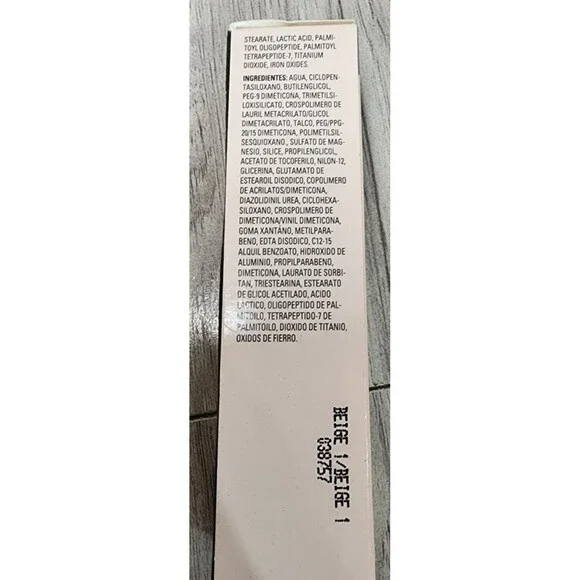 STEARATE, LACTIC ACID, PALMI-
TOYL OLIGOPEPTIDE, PALMITOYL
TETRAPEPTIDE-7, TITANIUM
DIOXIDE, IRON OXIDES.
INGREDIENTES: AGUA, CICLOPEN-
TASILOXANO, BUTILENGLICOL,
PEG-9 DIMETICONA, TRIMETILSI-
LOXISILICATO, CROSPOLIMERO DE
LAURIL METACRILATO/GLICOL
DIMETACRILATO, TALCO, PEG/PPG-
20/15 DIMETICONA, POLIMETILSIL-
SESQUIOXANO., SULFATO DE MAG-
NESIO, SILICE, PROPILENGLICOL,
ACETATO DE TOCOFERILO, NILON-12,
GLICERINA, GLUTAMATO DE
ESTEAROIL DISODICO, COPOLIMERO
DE ACRILATOS/DIMETICONA,
DIAZOLIDINIL UREA, CICLOHEXA-
SILOXANO, CROSPOLIMERO DE
DIMETICONA/VINIL DIMETICONA,
GOMA XANTANO, METILPARA-
BENO, EDTA DISODICO, C12-15
ALQUIL BENZOATO, HIDROXIDO DE
ALUMINIO, PROPILPARABENO,
DIMETICONA, LAURATO DE SORBI-
TAN, TRIESTEARINA, ESTEARATO
DE GLICOL ACETILADO, ACIDO
LACTICO, OLIGOPEPTIDO DE PAL-
MITOILO, TETRAPEPTIDO-7 DE
PALMITOILO, DIOXIDO DE TITANIO,
OXIDOS DE FIERRO.
BEIGE 1/BEIGE 1
038757